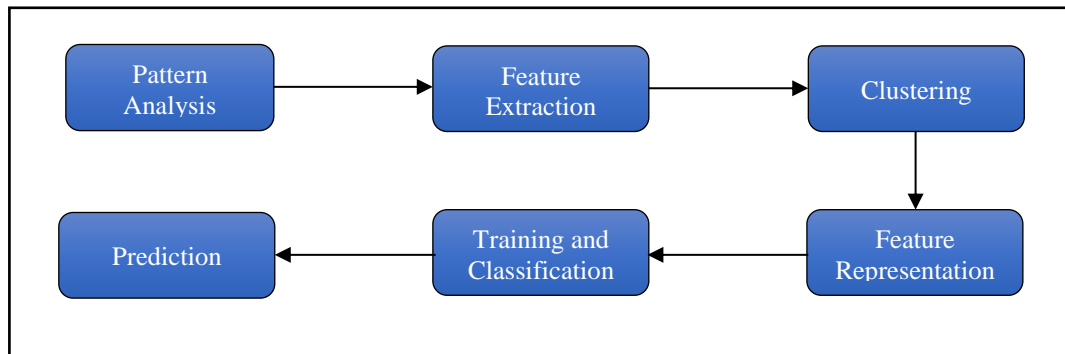 Pattern
Analysis
Feature
Extraction
Clustering
Feature
Representation
Training and
Classification
Prediction